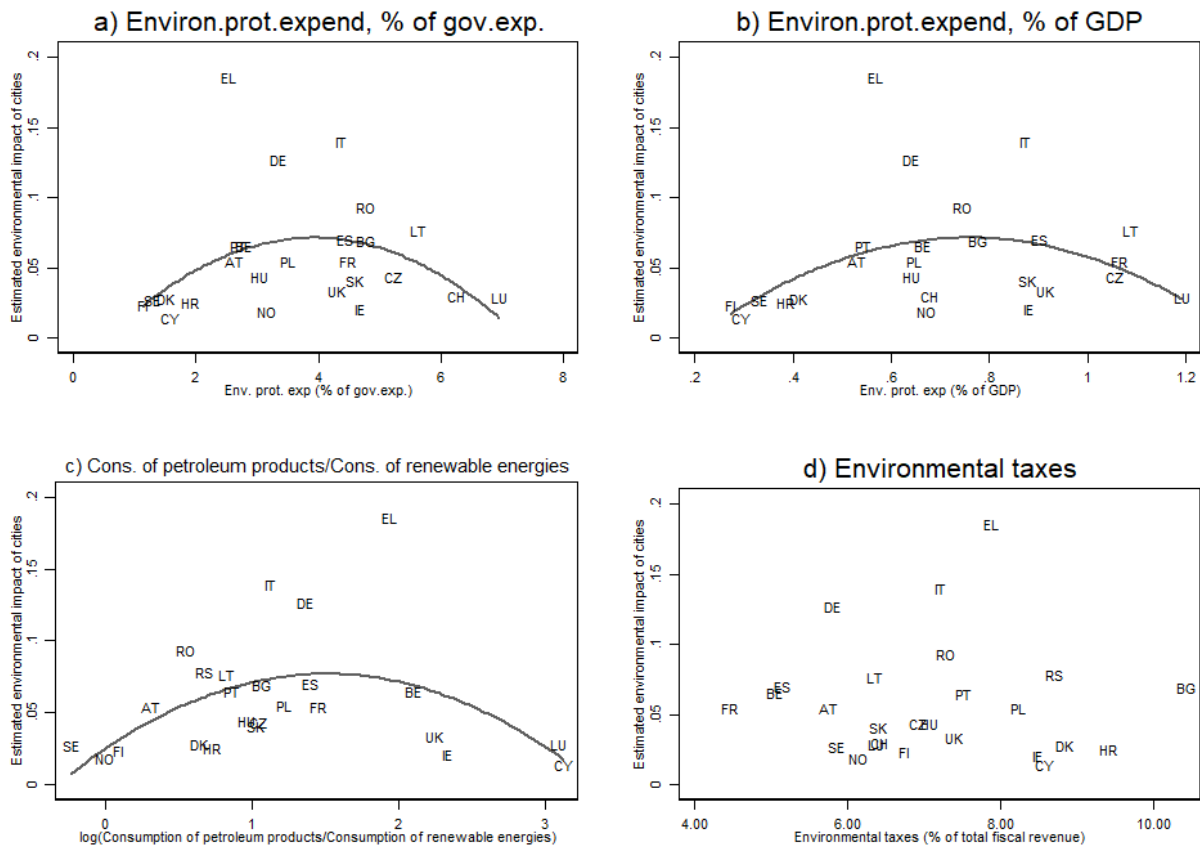 a) Environ.prot.expend, % of gov.exp.
Estimated environmental impact of cities
.2
.15
.1
.05
0
EL
IT
DE
RO
LT
ES
BG
BE
AT
PL
FR
HU
CZ
SK
UK
CH
LU
SE
DK
FI
HR
CY
NO
IE
0 2 4 6 8
Env. prot. exp (% of gov.exp.)
b) Environ.prot.expend, % of GDP
Estimated environmental impact of cities
.2
.15
.1
.05
0
EL
IT
DE
RO
LT
PT
BE
BG
ES
AT
PL
FR
HU
CZ
SK
UK
CH
LU
FI
SE
HR
DK
CY
NO
IE
.2 .4 .6 .8 1 1.2
Env. prot. exp (% of GDP)
c) Cons. of petroleum products/Cons. of renewable energies
Estimated environmental impact of cities
.2
.15
.1
.05
0
EL
IT
DE
RO
RS
LT
PT
BG
ES
BE
AT
PL
FR
HU
CZ
SK
UK
SE
FI
NO
DK
HR
IE
LU
CY
0 1 2 3
log(Consumption of petroleum products/Consumption of renewable energies)
d) Environmental taxes
Estimated environmental impact of cities
.2
.15
.1
.05
0
EL
IT
DE
RO
RS
LT
BG
ES
BE
PT
FR
AT
PL
SK
CZ
HU
UK
SE
LU
CH
FI
NO
DK
HR
IE
CY
4.00 6.00 8.00 10.00
Environmental taxes (% of total fiscal revenue)